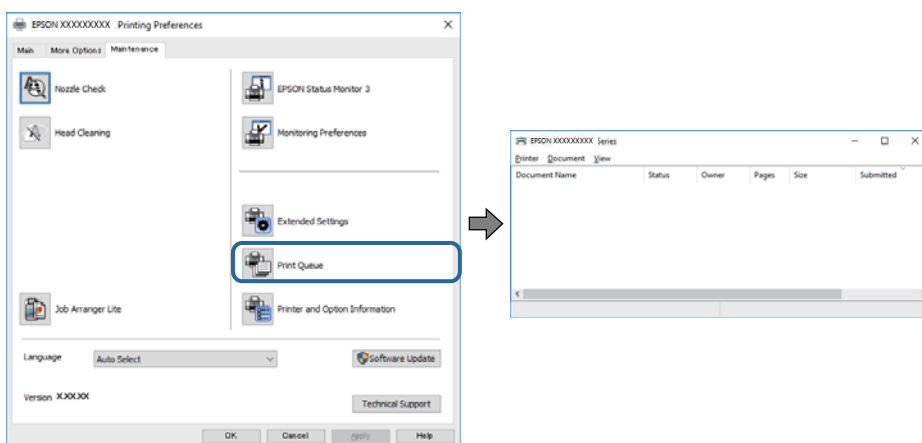 EPSON XXXXXXXXX Printing Preferences
Main More Options Maintenance
Nozzle Check
EPSON Status Monitor 3
Head Cleaning
Monitoring Preferences
Extended Settings
Print Queue
Job Arranger Lite
Printer and Option Information
Language Auto Select
Software Update
Version X.XX.XX
Technical Support
OK Cancel Apply Help
EPSON XXXXXXXXX Series
Printer Document View
Document Name Status Owner Pages Size Submitted